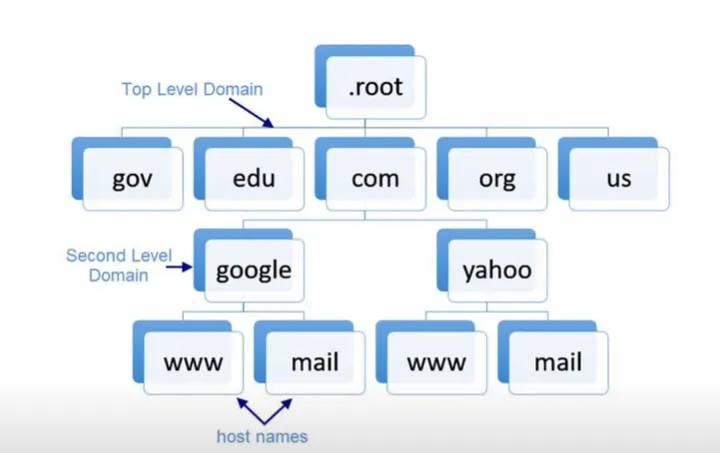 .root
Top Level Domain
gov
edu
com
org
us
Second Level
Domain
google
yahoo
www
mail
www
mail
host names